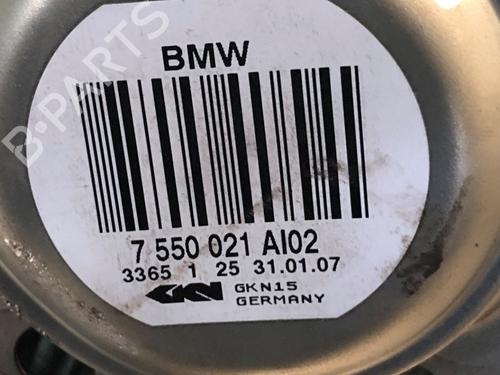 BMW
7 550 021 AI02
3365 1 25 31.01.07
GKN GKN15
GERMANY
B-PARTS